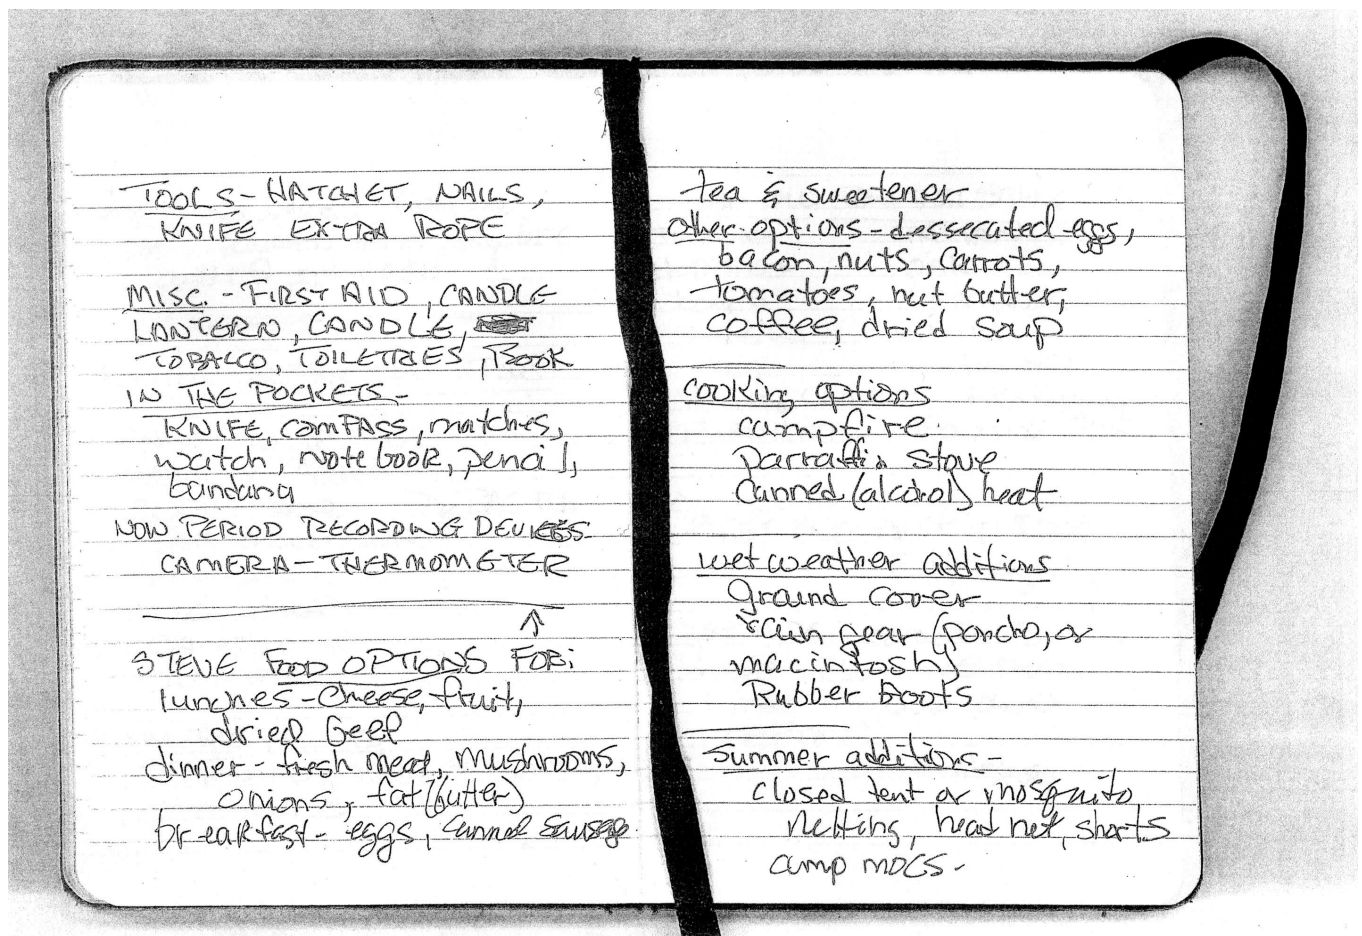 TOOLS - HATCHET, NAILS,
KNIFE EXTRA ROPE
MISC. - FIRST AID, CANDLE
LANTERN, CANDLE,
TOBACCO, TOILETRIES, BOOK
IN THE POCKETS -
KNIFE, COMPASS, matches,
watch, note book, pencil,
bandana
NOW PERIOD RECORDING DEVICES
CAMERA - THERMOMETER
STEVE FOOD OPTIONS FOR:
lunches - cheese, fruit,
dried beef
dinner - fresh meat, mushrooms,
onions, fat (butter)
breakfast - eggs, canned sausage
tea & sweetener
other options - dessecated eggs,
bacon, nuts, carrots,
tomatoes, nut butter,
coffee, dried soup
cooking options
campfire
parraffin stove
canned (alcohol) heat
wet weather additions
ground cover
rain gear (poncho, or
macintosh)
Rubber boots
summer additions -
closed tent or mosquito
netting, head net, shorts
camp mocs -